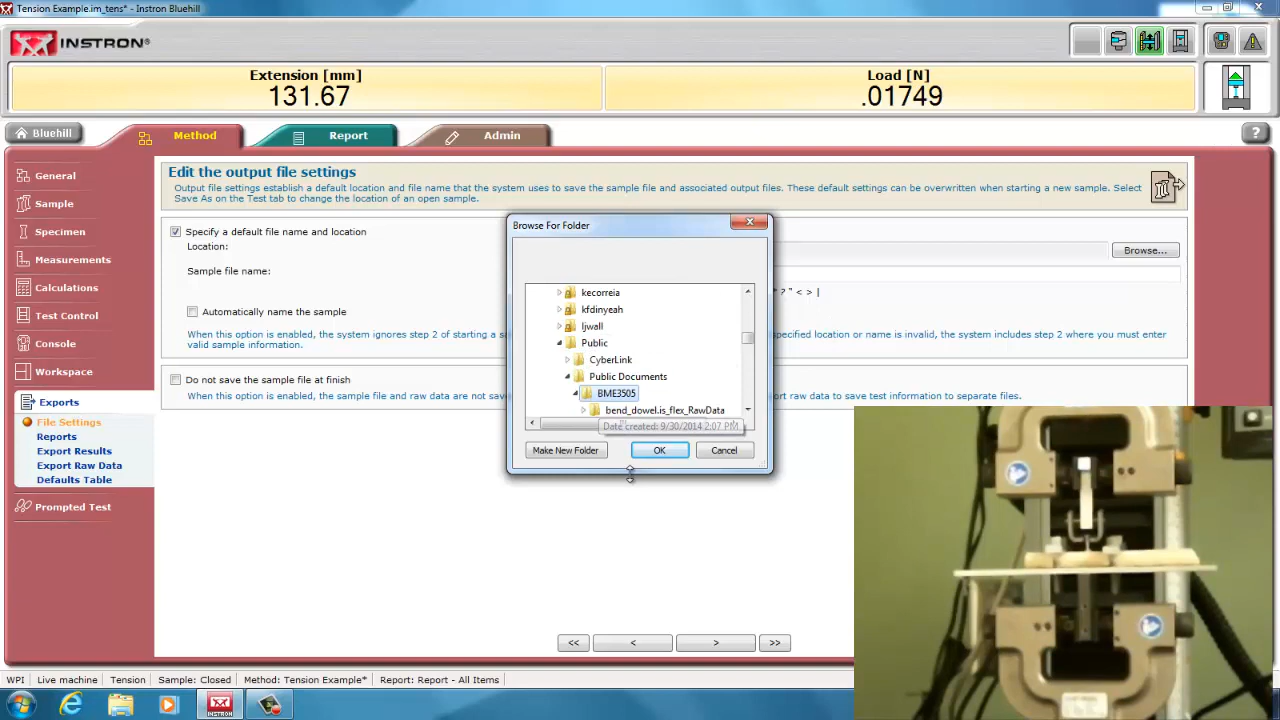 Tension Example.im_tens* - Instron Bluehill
INSTRON®
Extension [mm]
131.67
Load [N]
.01749
Bluehill
Method
Report
Admin
?
General
Sample
Specimen
Measurements
Calculations
Test Control
Console
Workspace
Exports
File Settings
Reports
Export Results
Export Raw Data
Defaults Table
Prompted Test
Edit the output file settings
Output file settings establish a default location and file name that the system uses to save the sample file and associated output files. These default settings can be overwritten when starting a new sample. Select
Save As on the Test tab to change the location of an open sample.
Specify a default file name and location
Location:
Browse...
Sample file name:
* ? " < > |
Automatically name the sample
When this option is enabled, the system ignores step 2 of starting a s
pecified location or name is invalid, the system includes step 2 where you must enter
valid sample information.
Do not save the sample file at finish
When this option is enabled, the sample file and raw data are not sav
ort raw data to save test information to separate files.
Browse For Folder
kecorreia
kfdinyeah
ljwall
Public
CyberLink
Public Documents
BME3505
bend_dowel.is_flex_RawData
Date created: 9/30/2014 2:07 PM
Make New Folder
OK
Cancel
<<
<
>
>>
WPI
Live machine
Tension
Sample: Closed
Method: Tension Example*
Report: Report - All Items